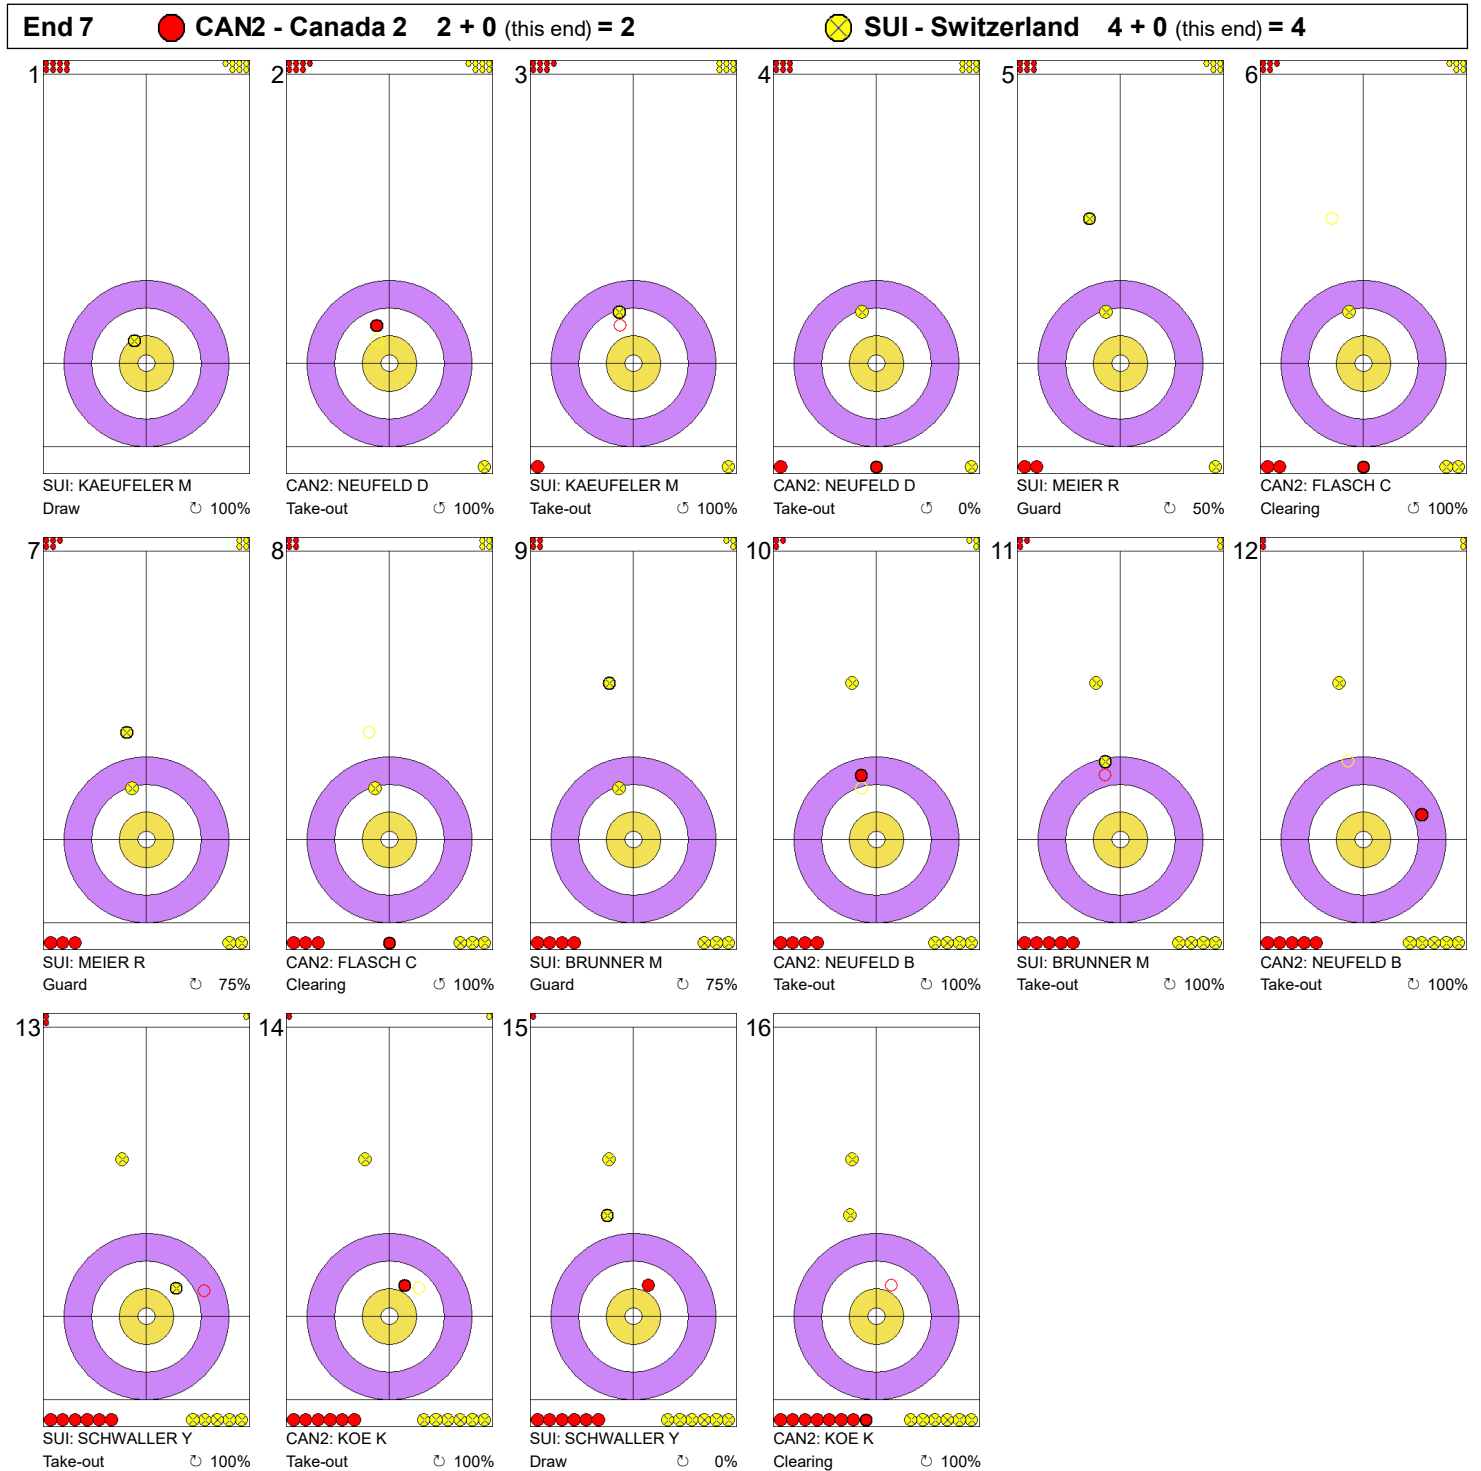 End 7 CAN2 - Canada 2 2 + 0 (this end) = 2 SUI - Switzerland 4 + 0 (this end) = 4
1 2 3 4 5 6
SUI: KAEUFELER M CAN2: NEUFELD D SUI: KAEUFELER M CAN2: NEUFELD D SUI: MEIER R CAN2: FLASCH C
Draw ↻ 100% Take-out ↺ 100% Take-out ↻ 100% Take-out ↺ 0% Guard ↻ 50% Clearing ↺ 100%
7 8 9 10 11 12
SUI: MEIER R CAN2: FLASCH C SUI: BRUNNER M CAN2: NEUFELD B SUI: BRUNNER M CAN2: NEUFELD B
Guard ↻ 75% Clearing ↺ 100% Guard ↻ 75% Take-out ↻ 100% Take-out ↻ 100% Take-out ↻ 100%
13 14 15 16
SUI: SCHWALLER Y CAN2: KOE K SUI: SCHWALLER Y CAN2: KOE K
Take-out ↻ 100% Take-out ↻ 100% Draw ↻ 0% Clearing ↻ 100%